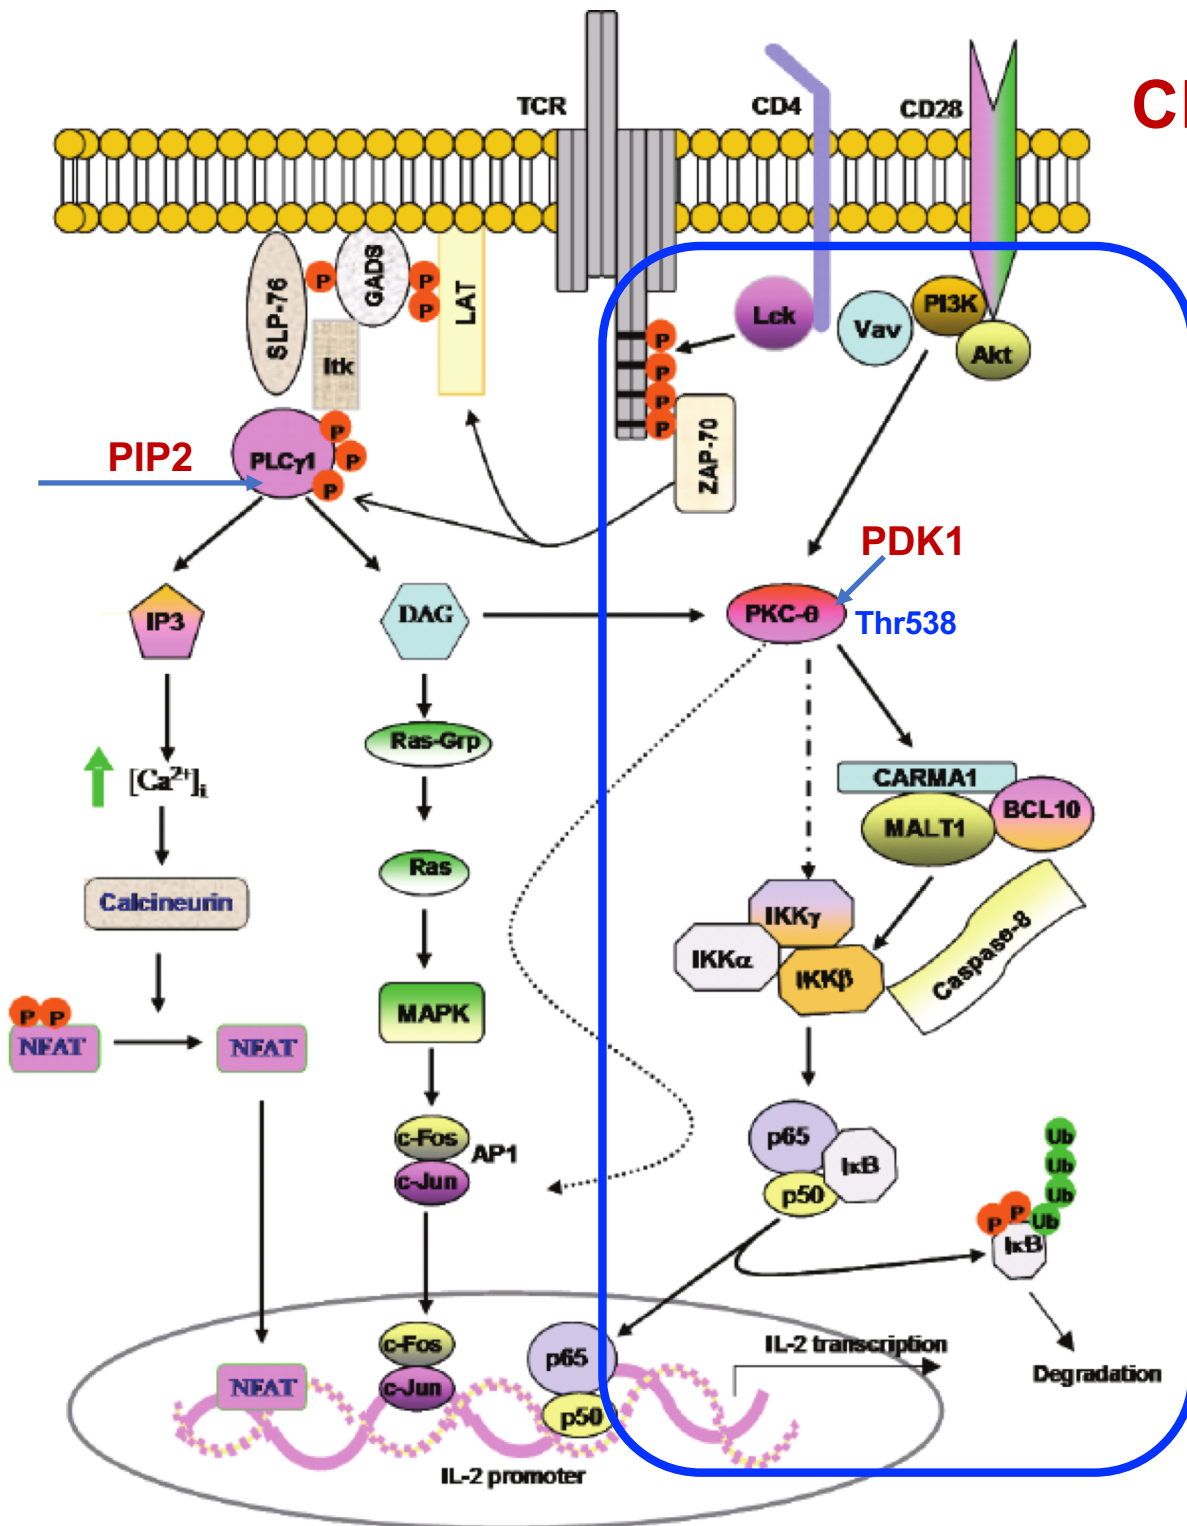 TCR
CD4
CD28
SLP-76
P
GADS
P
P
LAT
Itk
Lck
Vav
PI3K
Akt
P
P
P
P
ZAP-70
PIP2
PLCγ1
P
P
P
PDK1
IP3
DAG
PKC-θ
Thr538
Ras-Grp
[Ca²⁺]i
CARMA1
MALT1
BCL10
Ras
Calcineurin
IKKγ
IKKα
IKKβ
Caspase-8
P P
NFAT
NFAT
MAPK
c-Fos
c-Jun
AP1
p65
IκB
p50
Ub
Ub
Ub
Ub
P
P
IκB
IL-2 transcription
Degradation
NFAT
c-Fos
c-Jun
p65
p50
IL-2 promoter